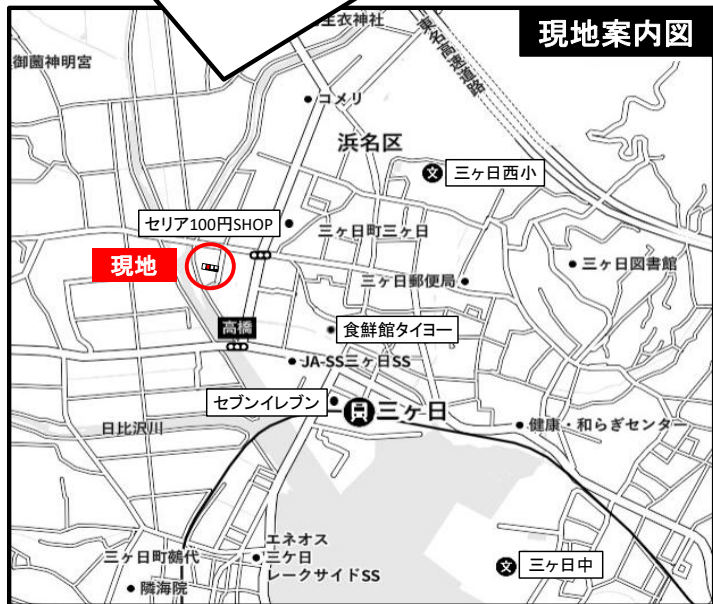 現地案内図
生衣神社
御薗神明宮
東名高速道路
コメリ
浜名区
文
三ヶ日西小
セリア100円SHOP
三ヶ日町三ヶ日
現地
三ヶ日図書館
三ヶ日郵便局
高橋
食鮮館タイヨー
JA-SS三ヶ日SS
セブンイレブン
三ヶ日
日比沢川
健康・和らぎセンター
エネオス
三ケ日
レークサイドSS
三ヶ日町鵺代
文
三ヶ日中
隣海院